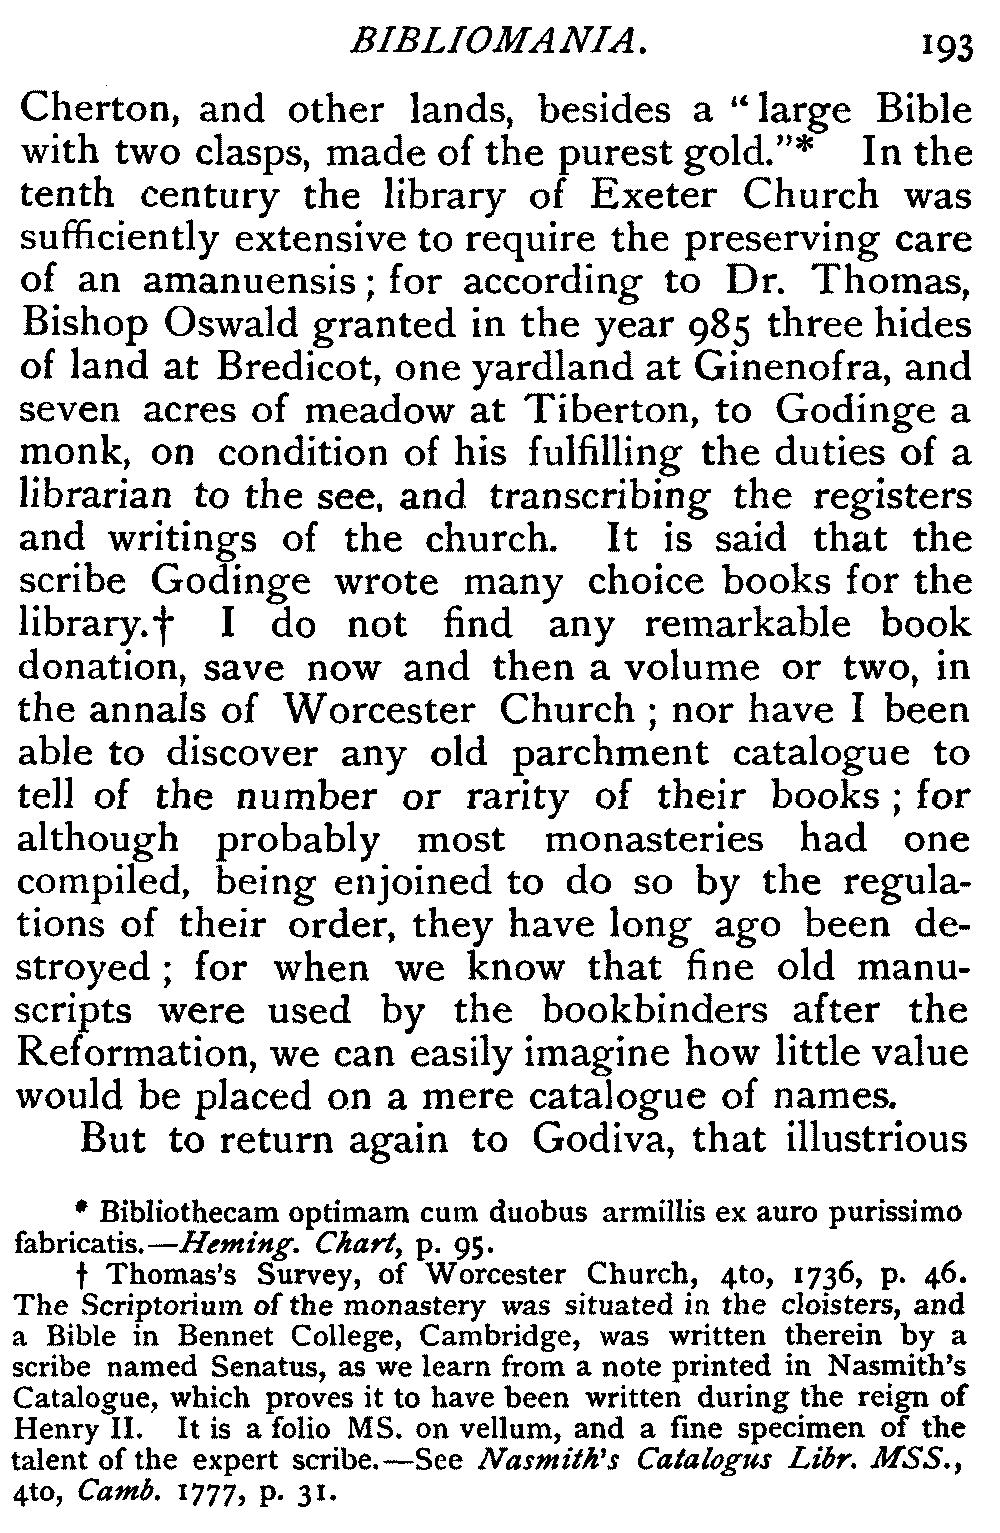 BIBLIOMANIA. 193
Cherton, and other lands, besides a “large Bible
with two clasps, made of the purest gold.”* In the
tenth century the library of Exeter Church was
sufficiently extensive to require the preserving care
of an amanuensis ; for according to Dr. Thomas,
Bishop Oswald granted in the year 985 three hides
of land at Bredicot, one yardland at Ginenofra, and
seven acres of meadow at Tiberton, to Godinge a
monk, on condition of his fulfilling the duties of a
librarian to the see, and transcribing the registers
and writings of the church. It is said that the
scribe Godinge wrote many choice books for the
library.† I do not find any remarkable book
donation, save now and then a volume or two, in
the annals of Worcester Church ; nor have I been
able to discover any old parchment catalogue to
tell of the number or rarity of their books ; for
although probably most monasteries had one
compiled, being enjoined to do so by the regula-
tions of their order, they have long ago been de-
stroyed ; for when we know that fine old manu-
scripts were used by the bookbinders after the
Reformation, we can easily imagine how little value
would be placed on a mere catalogue of names.
But to return again to Godiva, that illustrious
* Bibliothecam optimam cum duobus armillis ex auro purissimo
fabricatis.—Heming. Chart, p. 95.
† Thomas's Survey, of Worcester Church, 4to, 1736, p. 46.
The Scriptorium of the monastery was situated in the cloisters, and
a Bible in Bennet College, Cambridge, was written therein by a
scribe named Senatus, as we learn from a note printed in Nasmith's
Catalogue, which proves it to have been written during the reign of
Henry II. It is a folio MS. on vellum, and a fine specimen of the
talent of the expert scribe.—See Nasmith's Catalogus Libr. MSS.,
4to, Camb. 1777, p. 31.